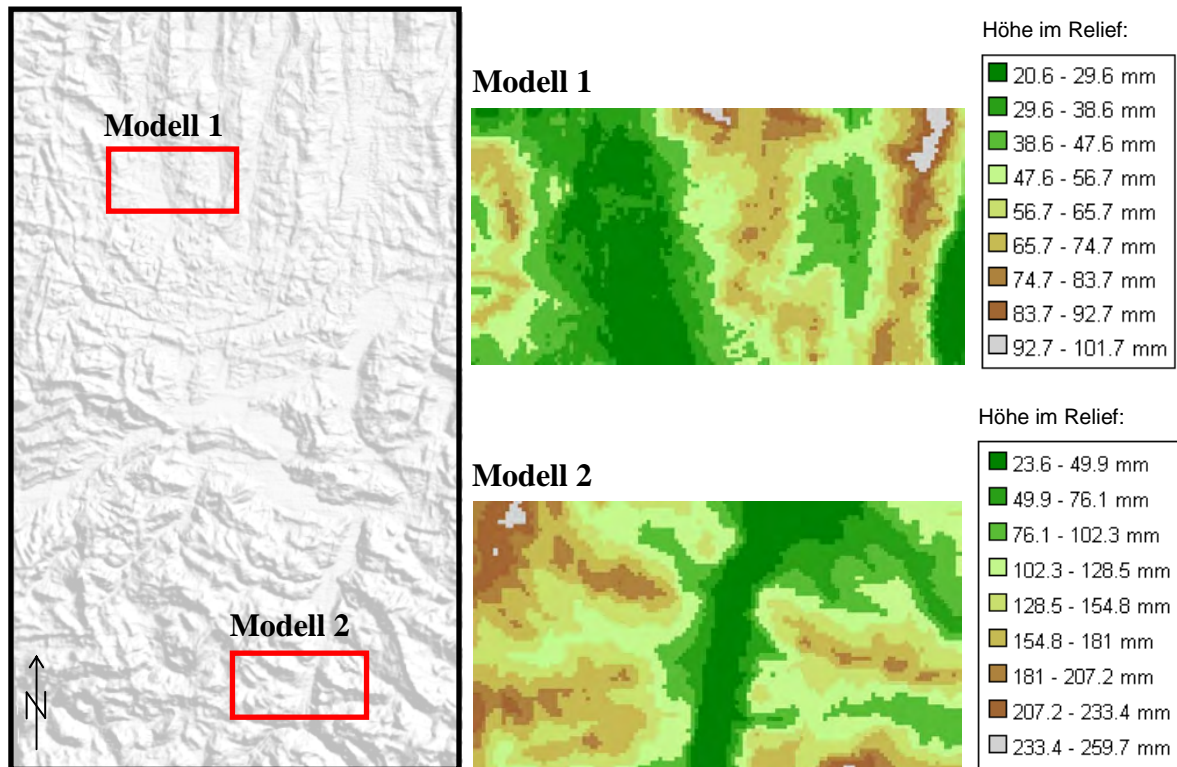 Modell 1
Modell 2
N
Modell 1
Höhe im Relief:
20.6 - 29.6 mm
29.6 - 38.6 mm
38.6 - 47.6 mm
47.6 - 56.7 mm
56.7 - 65.7 mm
65.7 - 74.7 mm
74.7 - 83.7 mm
83.7 - 92.7 mm
92.7 - 101.7 mm
Modell 2
Höhe im Relief:
23.6 - 49.9 mm
49.9 - 76.1 mm
76.1 - 102.3 mm
102.3 - 128.5 mm
128.5 - 154.8 mm
154.8 - 181 mm
181 - 207.2 mm
207.2 - 233.4 mm
233.4 - 259.7 mm